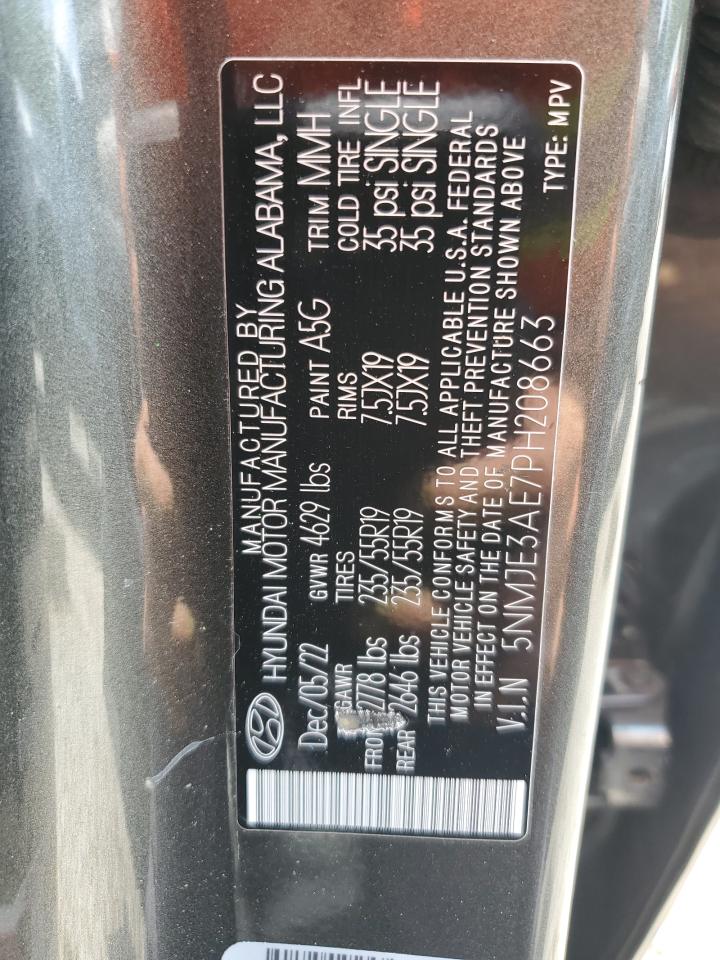 MANUFACTURED BY
HYUNDAI MOTOR MANUFACTURING ALABAMA, LLC
Dec/05/22 GVWR 4629 lbs PAINT A5G TRIM MMH
GAWR TIRES RIMS COLD TIRE INFL
FRONT 2778 lbs 235/55R19 7.5JX19 35 psi SINGLE
REAR 2646 lbs 235/55R19 7.5JX19 35 psi SINGLE
THIS VEHICLE CONFORMS TO ALL APPLICABLE U.S.A. FEDERAL
MOTOR VEHICLE SAFETY AND THEFT PREVENTION STANDARDS
IN EFFECT ON THE DATE OF MANUFACTURE SHOWN ABOVE
V.I.N 5NMJE3AE7PH208663
TYPE: MPV